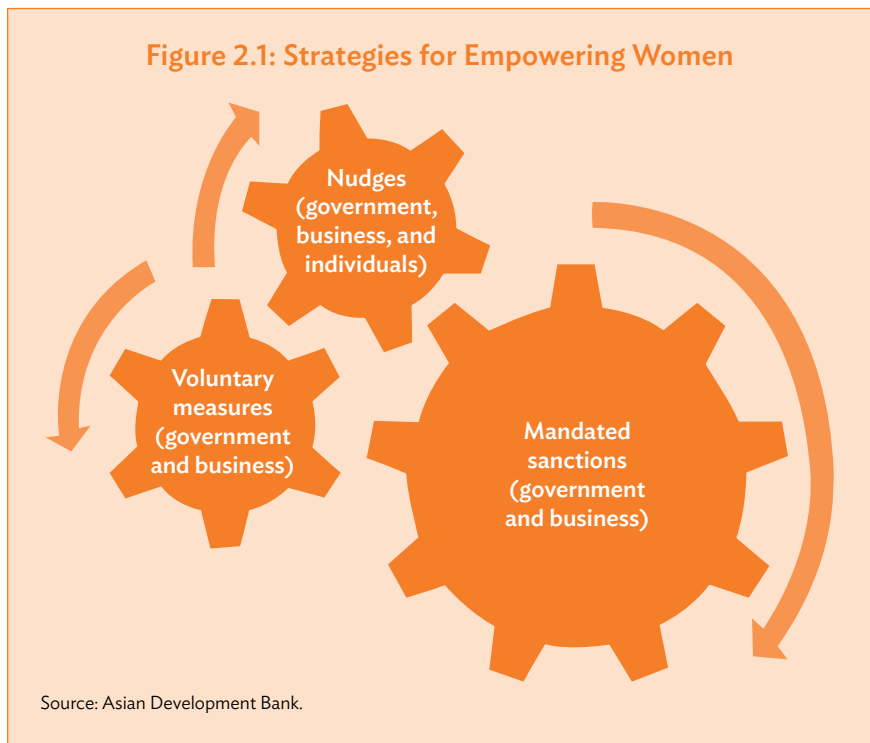 Figure 2.1: Strategies for Empowering Women
Nudges
(government,
business, and
individuals)
Voluntary
measures
(government
and business)
Mandated
sanctions
(government
and business)
Source: Asian Development Bank.